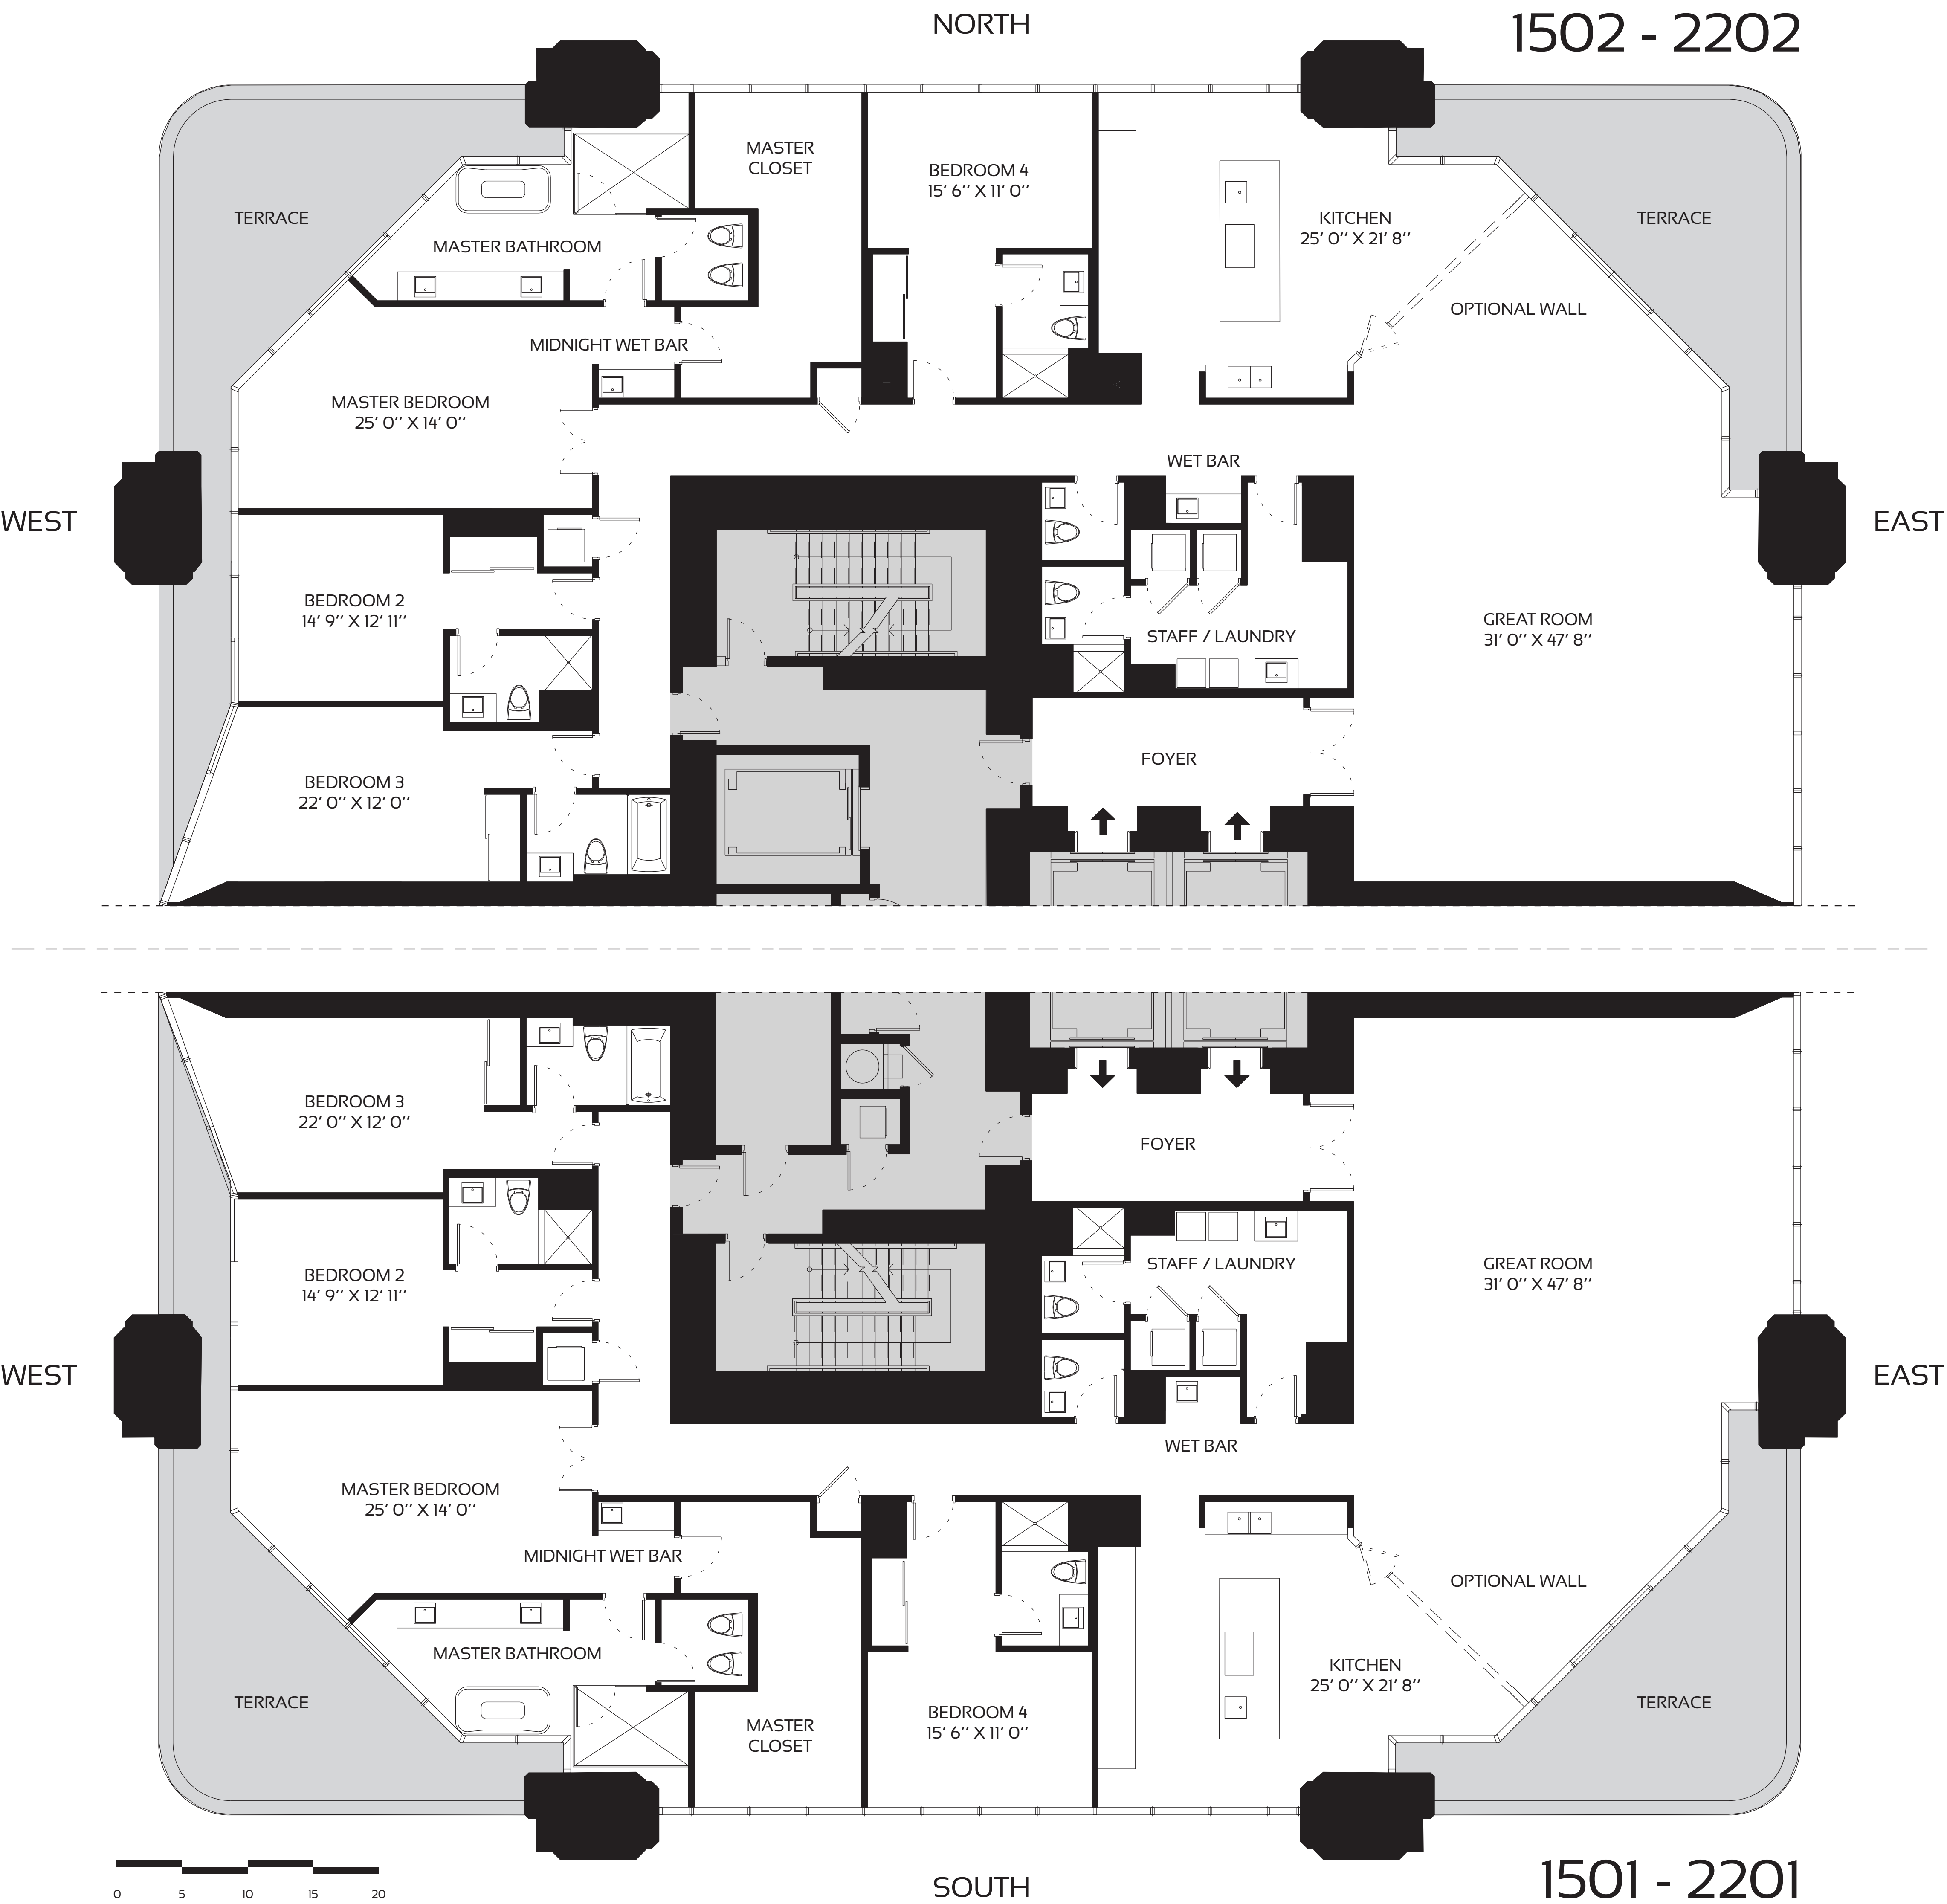 NORTH
1502 - 2202
MASTER
CLOSET
BEDROOM 4
15’ 6’’ X 11’ 0’’
TERRACE
KITCHEN
25’ 0’’ X 21’ 8’’
TERRACE
MASTER BATHROOM
OPTIONAL WALL
MIDNIGHT WET BAR
MASTER BEDROOM
25’ 0’’ X 14’ 0’’
WET BAR
WEST
EAST
BEDROOM 2
14’ 9’’ X 12’ 11’’
STAFF / LAUNDRY
GREAT ROOM
31’ 0’’ X 47’ 8’’
FOYER
BEDROOM 3
22’ 0’’ X 12’ 0’’
BEDROOM 3
22’ 0’’ X 12’ 0’’
FOYER
STAFF / LAUNDRY
GREAT ROOM
31’ 0’’ X 47’ 8’’
BEDROOM 2
14’ 9’’ X 12’ 11’’
WEST
EAST
WET BAR
MASTER BEDROOM
25’ 0’’ X 14’ 0’’
MIDNIGHT WET BAR
OPTIONAL WALL
MASTER BATHROOM
KITCHEN
25’ 0’’ X 21’ 8’’
TERRACE
TERRACE
BEDROOM 4
15’ 6’’ X 11’ 0’’
MASTER
CLOSET
0 5 10 15 20
SOUTH
1501 - 2201